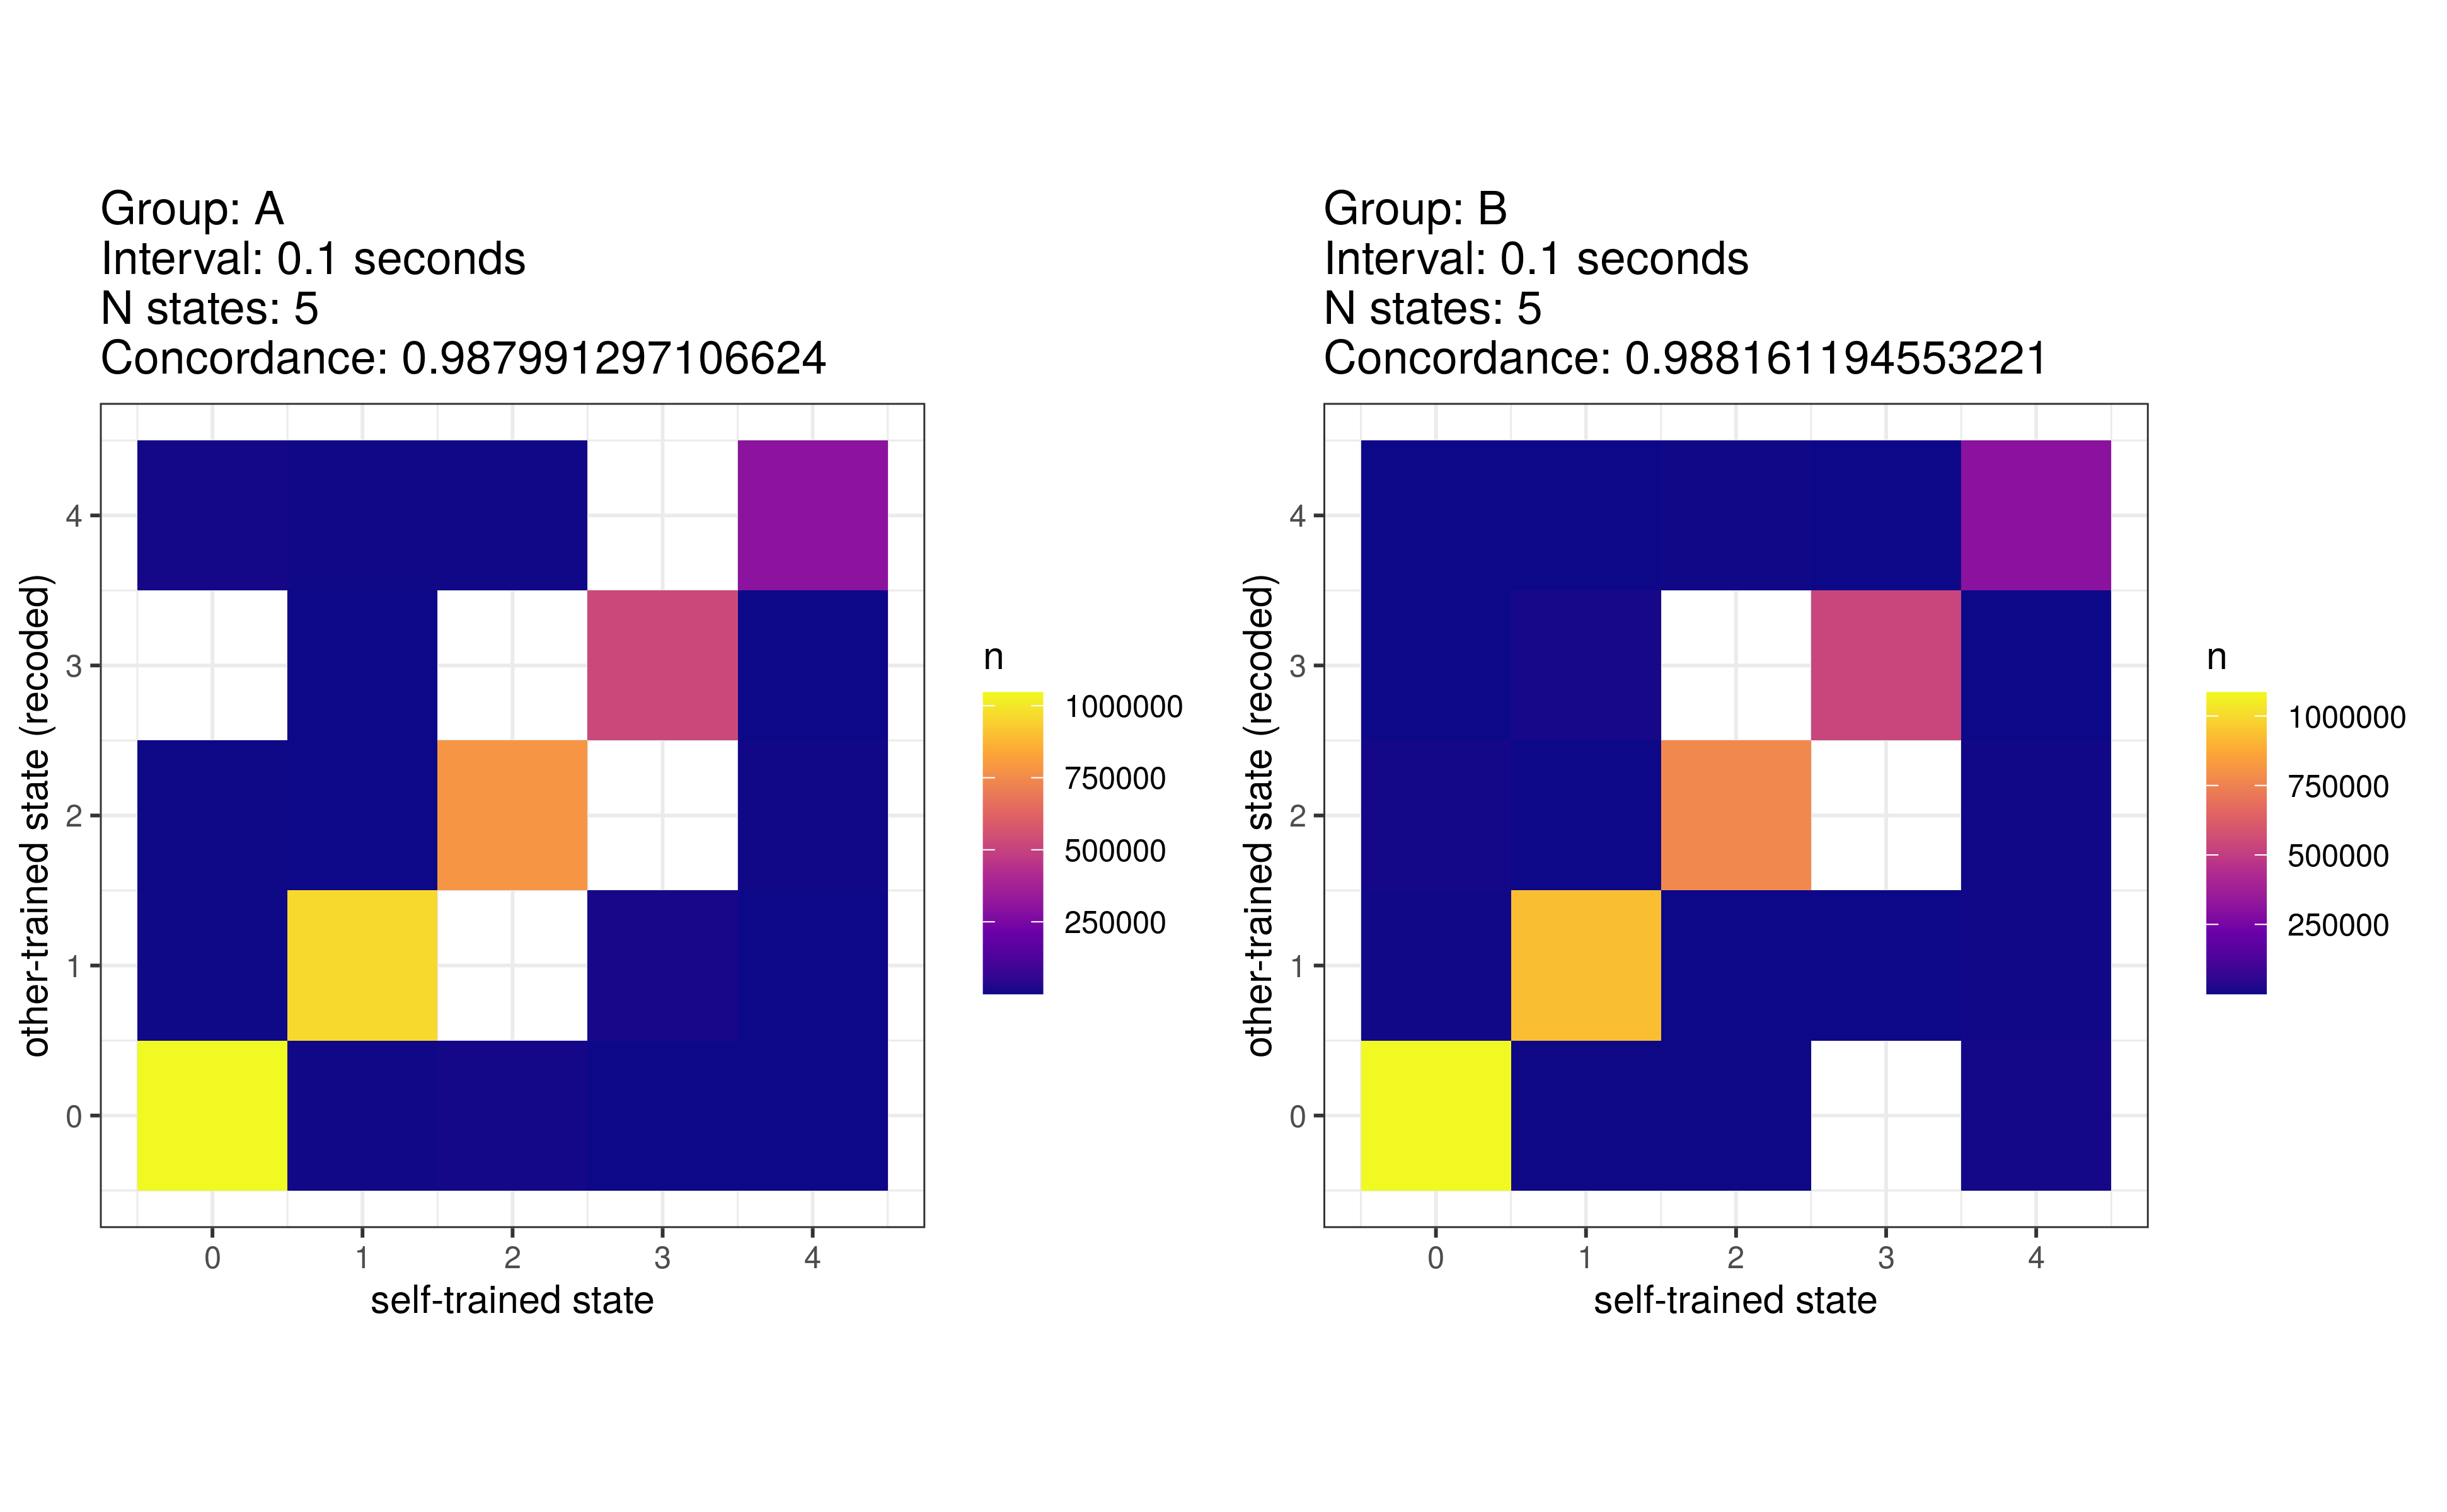 Group: A
Interval: 0.1 seconds
N states: 5
Concordance: 0.987991297106624
other-trained state (recoded)
4
3
2
1
0
0 1 2 3 4
self-trained state
n
1000000
750000
500000
250000
Group: B
Interval: 0.1 seconds
N states: 5
Concordance: 0.988161194553221
other-trained state (recoded)
4
3
2
1
0
0 1 2 3 4
self-trained state
n
1000000
750000
500000
250000